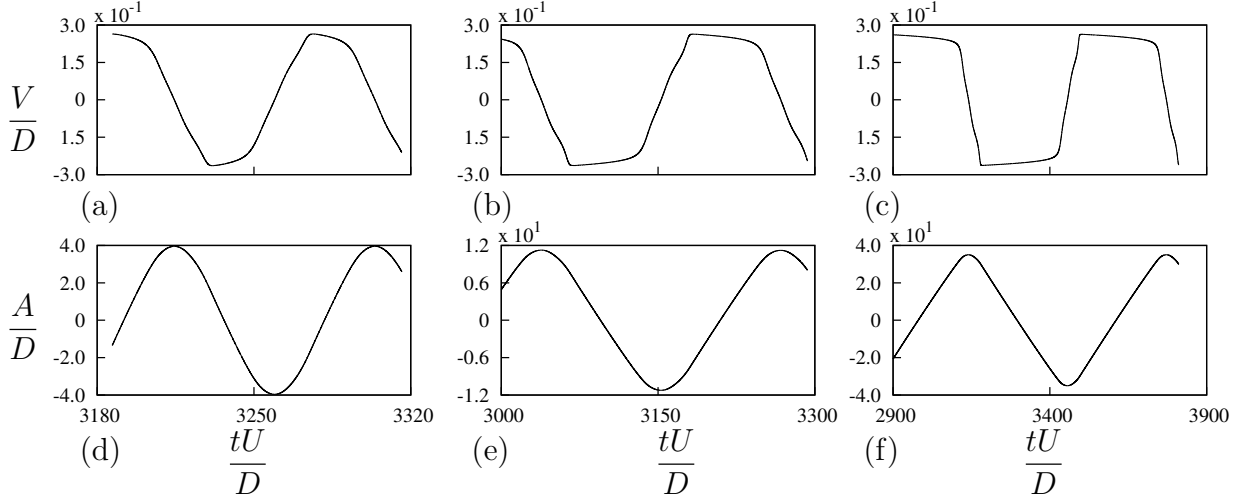 x 10^-1 x 10^-1 x 10^-1
3.0 3.0 3.0
1.5 1.5 1.5
V/D 0 0 0
1.5 1.5 1.5
-3.0 -3.0 -3.0
(a) (b) (c)
x 10^1 x 10^1
4.0 1.2 4.0
2.0 0.6 2.0
A/D 0 0 0
-2.0 -0.6 -2.0
-4.0 -1.2 -4.0
3180 3250 3320 3000 3150 3300 2900 3400 3900
(d) tU/D (e) tU/D (f) tU/D